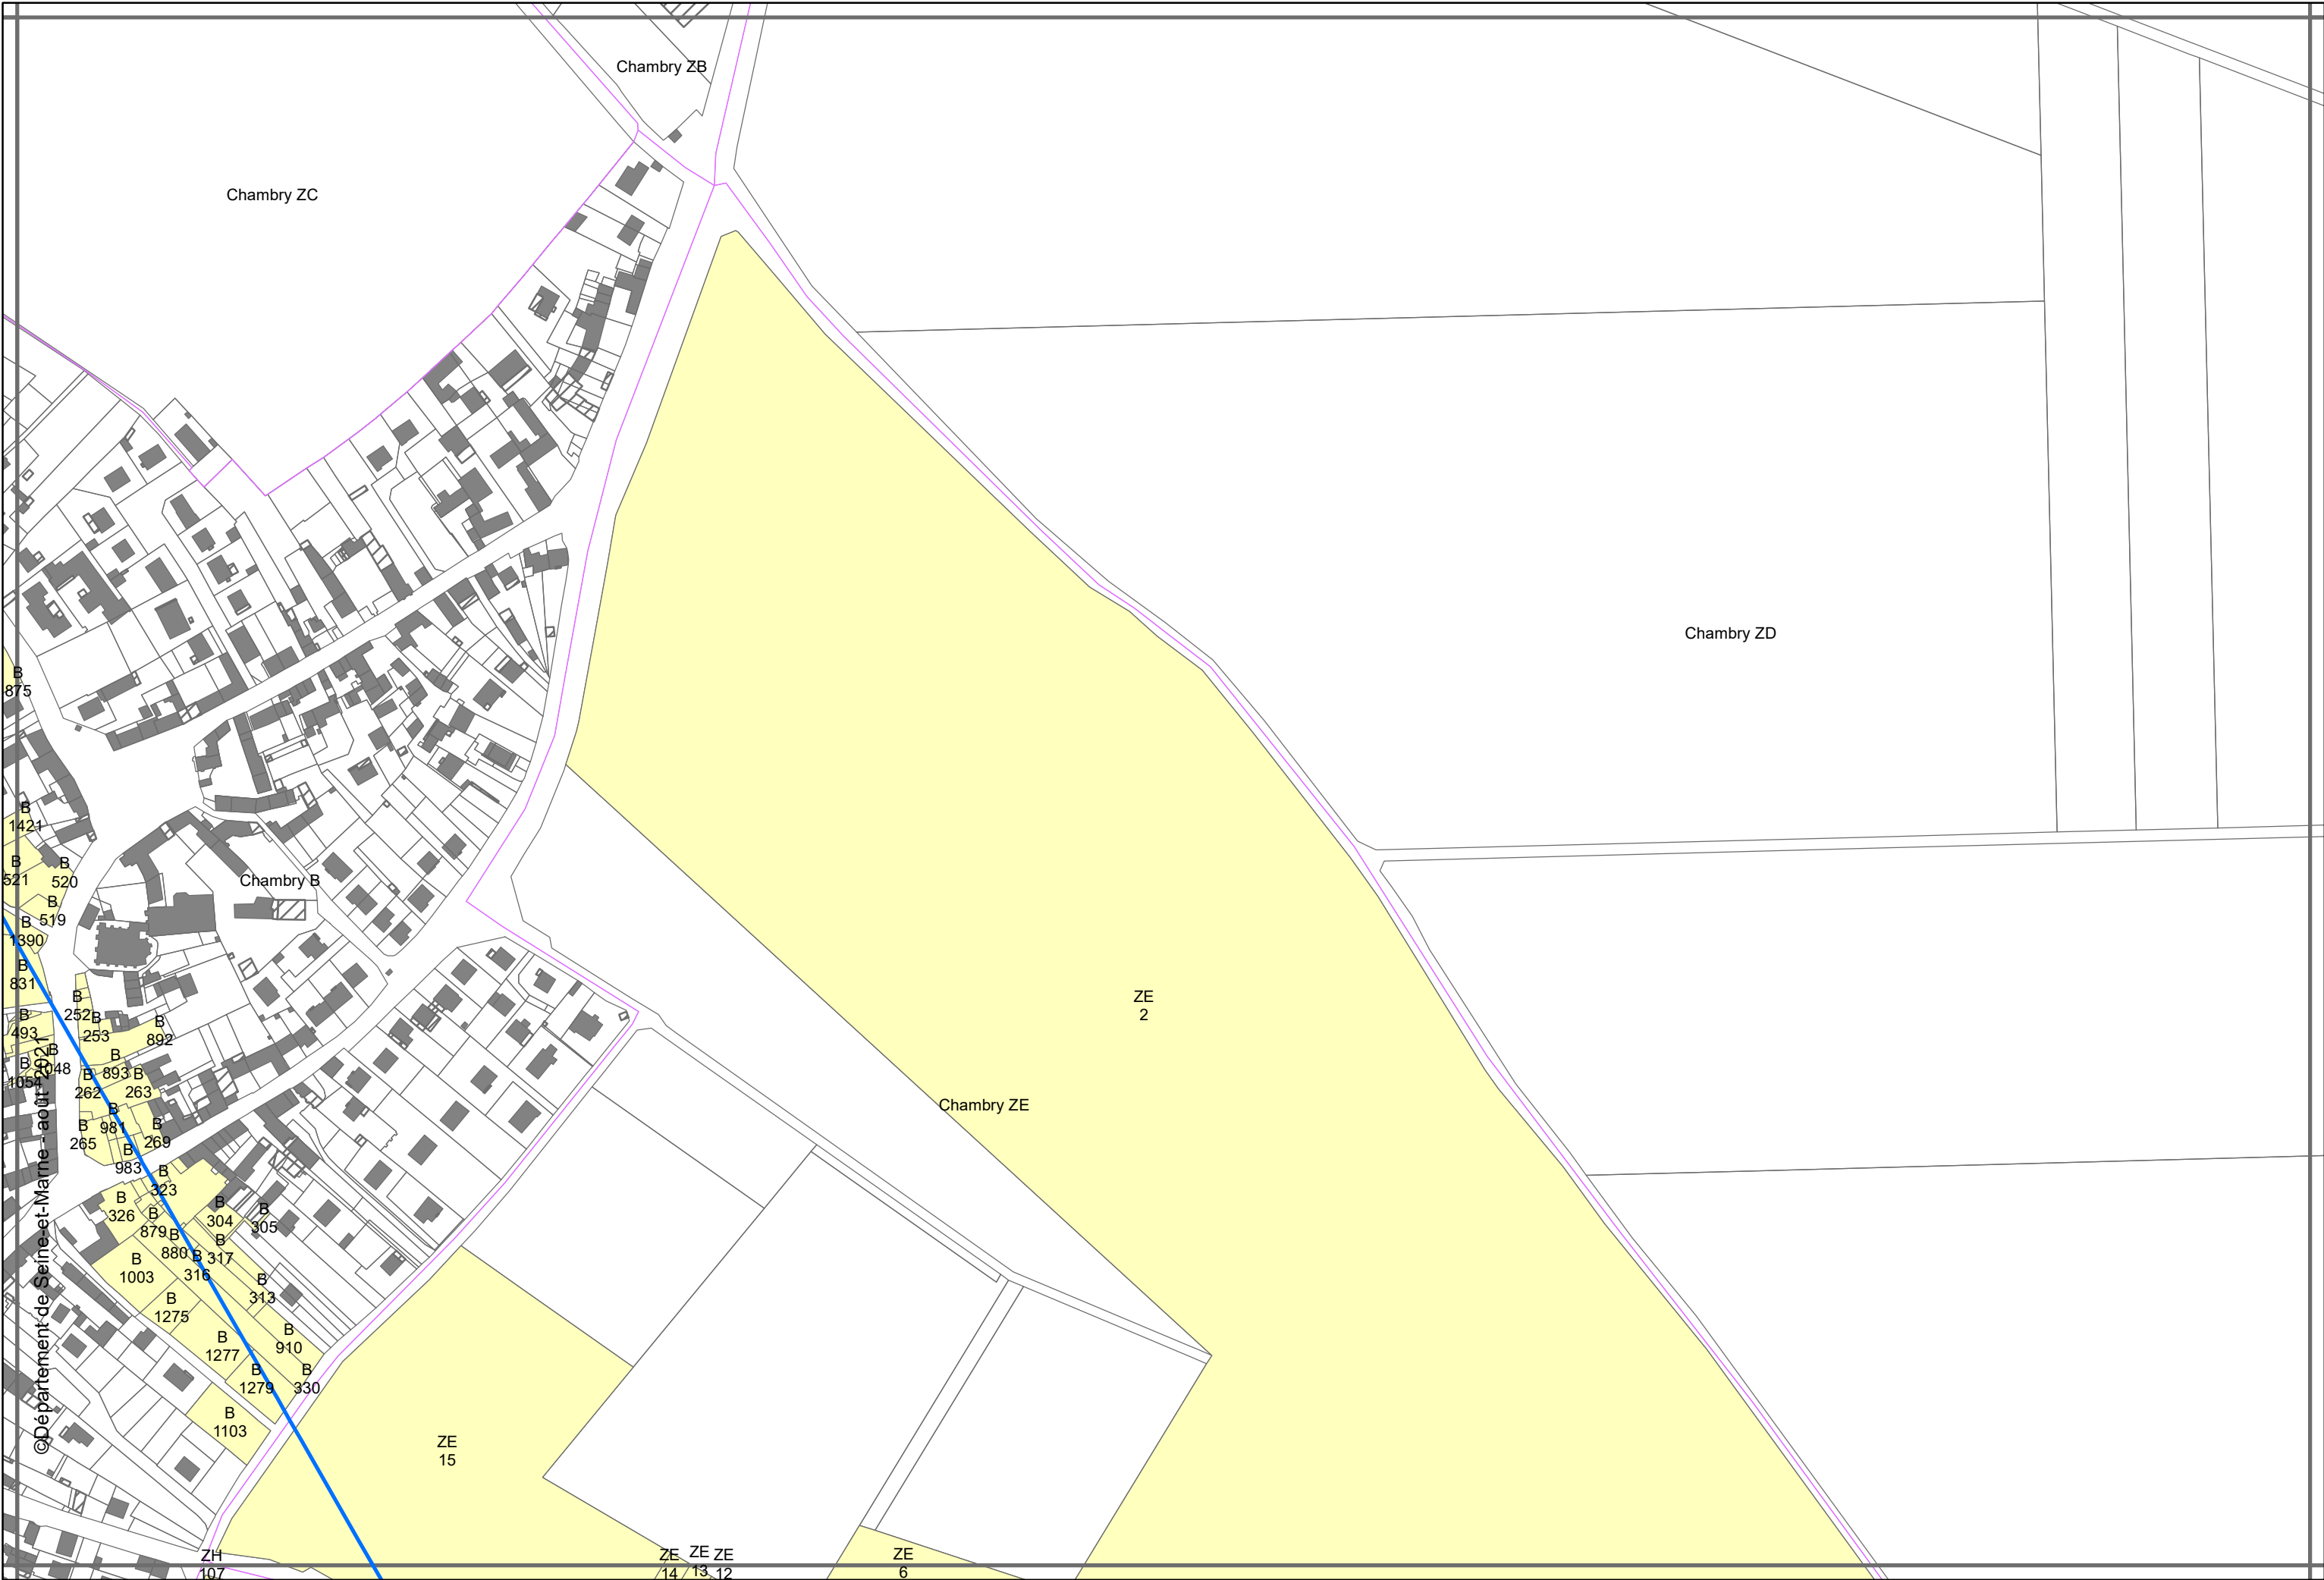 Chambry ZB
Chambry ZC
Chambry ZD
B
875
B
1421
B
521
B
520
Chambry B
B
519
B
1390
B
831
B
252
B
253
B
892
B
493
B
1048
B
1054
B
893
B
262
B
263
B
981
B
265
B
269
B
983
ZE
2
Chambry ZE
B
323
B
326
B
304
B
305
B
879
B
880
B
317
B
316
B
1003
B
313
B
1275
B
910
B
1277
B
1279
B
330
B
1103
ZE
15
ZH
107
ZE
14
ZE
13
ZE
12
ZE
6
©Département de Seine-et-Marne - août 2021